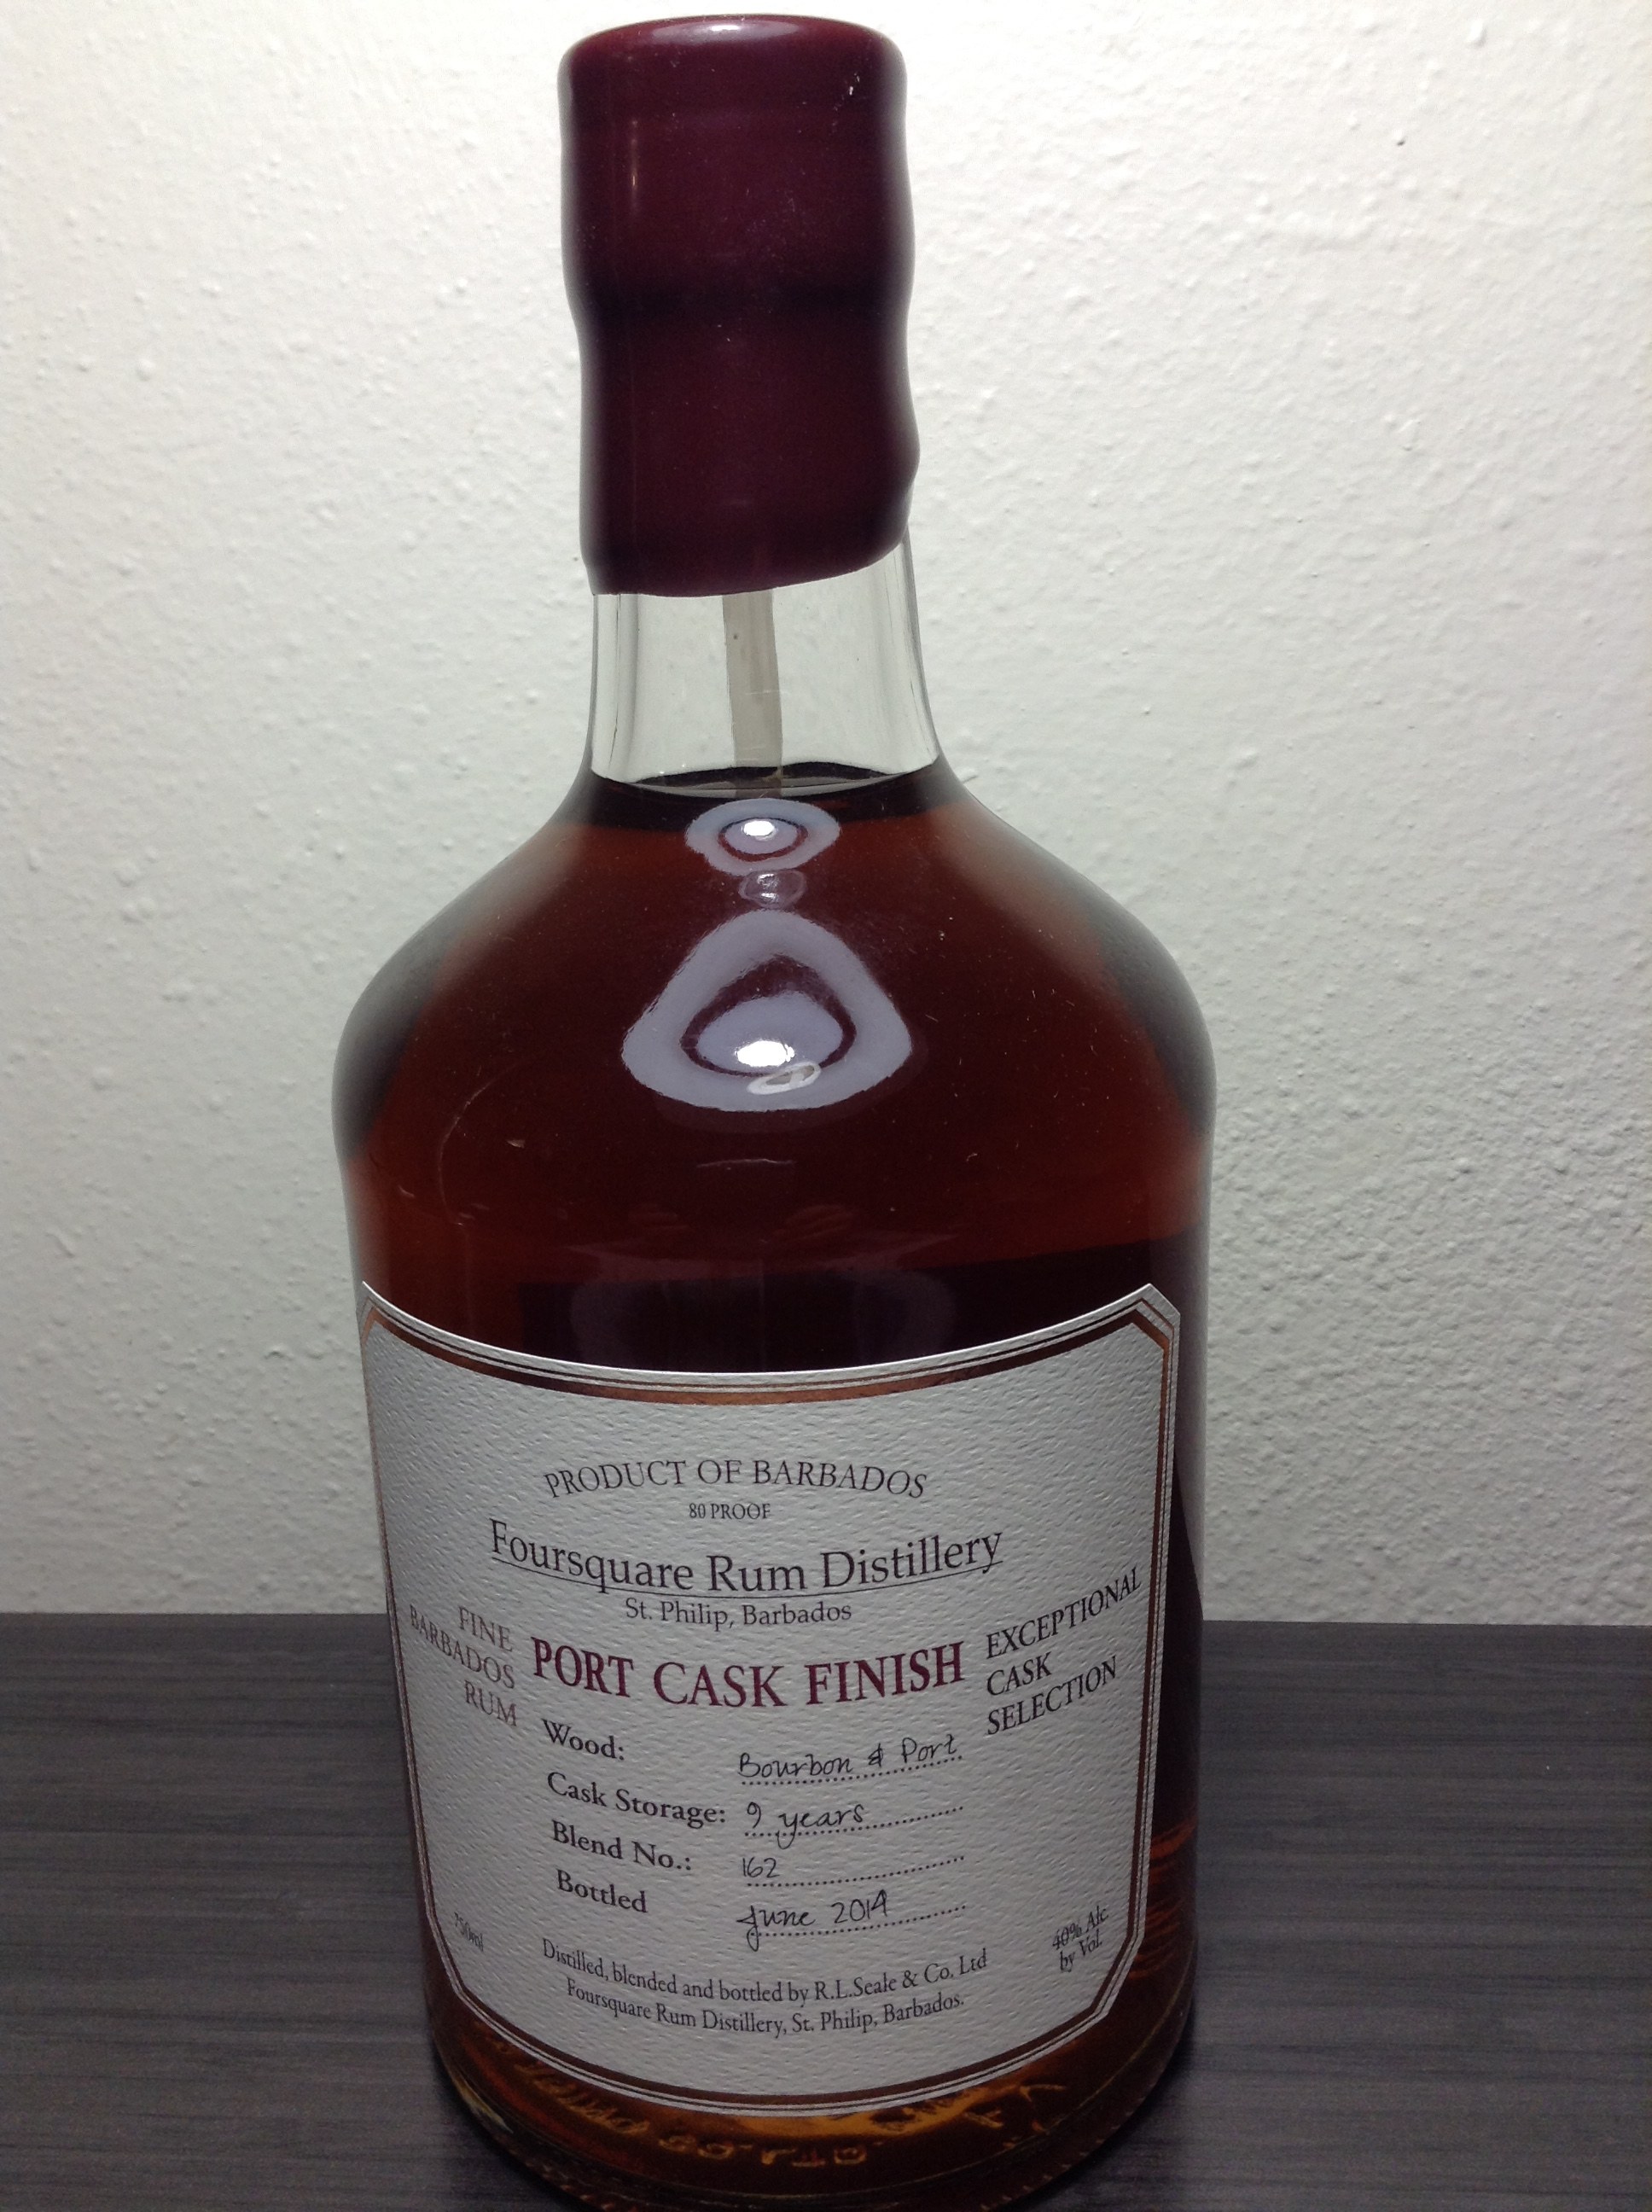 PRODUCT OF BARBADOS
80 PROOF
Foursquare Rum Distillery
St. Philip, Barbados
FINE
BARBADOS
RUM
PORT CASK FINISH
EXCEPTIONAL
CASK
SELECTION
Wood: Bourbon & Port
Cask Storage: 9 years
Blend No.: 162
Bottled June 2014
750ml
40% Alc
by Vol.
Distilled, blended and bottled by R.L.Seale & Co. Ltd
Foursquare Rum Distillery, St. Philip, Barbados.